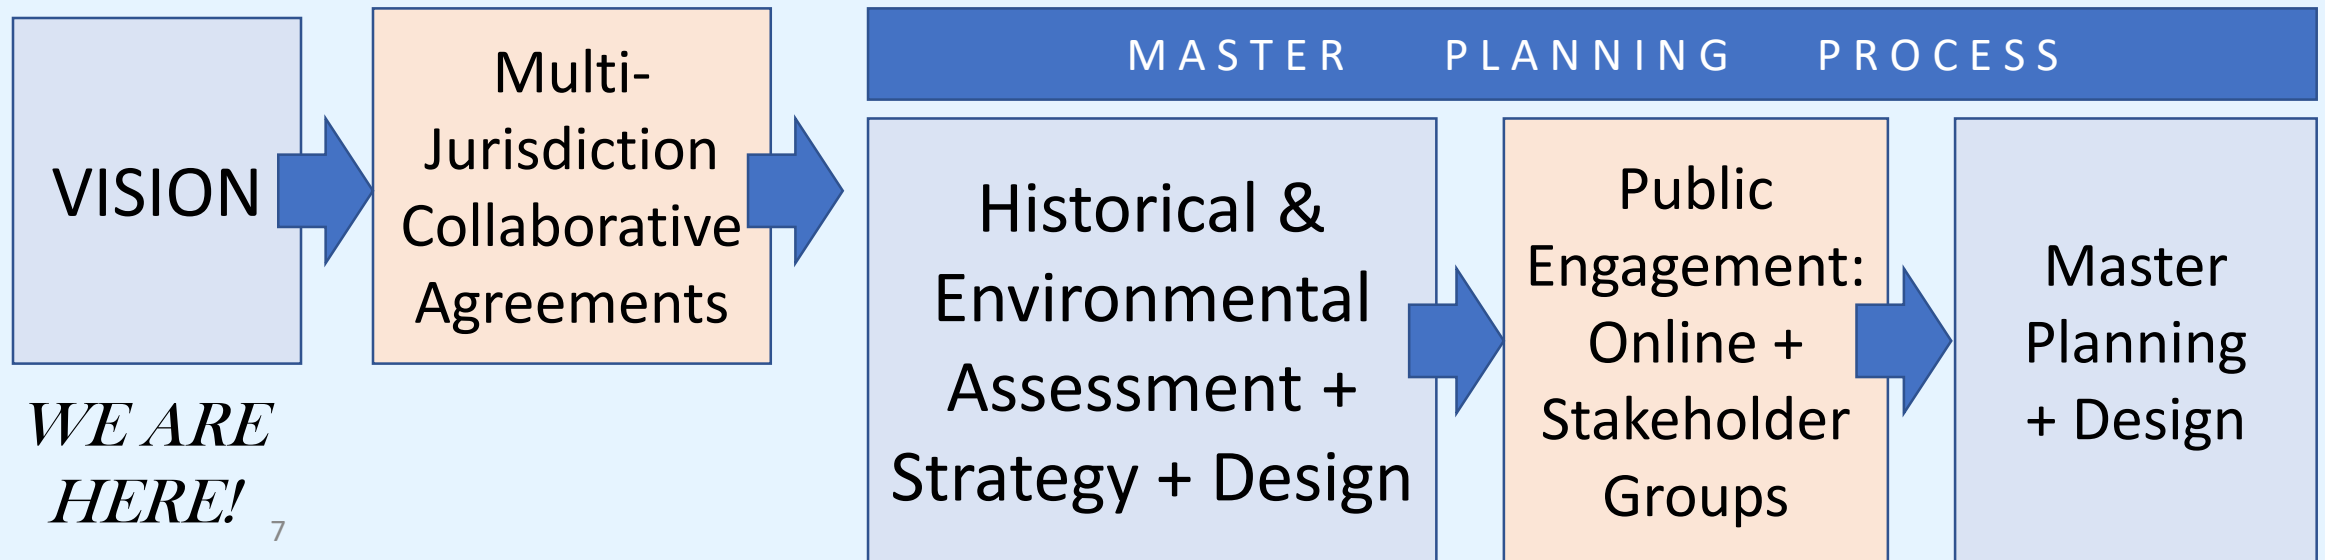 VISION
WE ARE
HERE!
7
Multi-
Jurisdiction
Collaborative
Agreements
MASTER PLANNING PROCESS
Historical &
Environmental
Assessment +
Strategy + Design
Public
Engagement:
Online +
Stakeholder
Groups
Master
Planning
+ Design